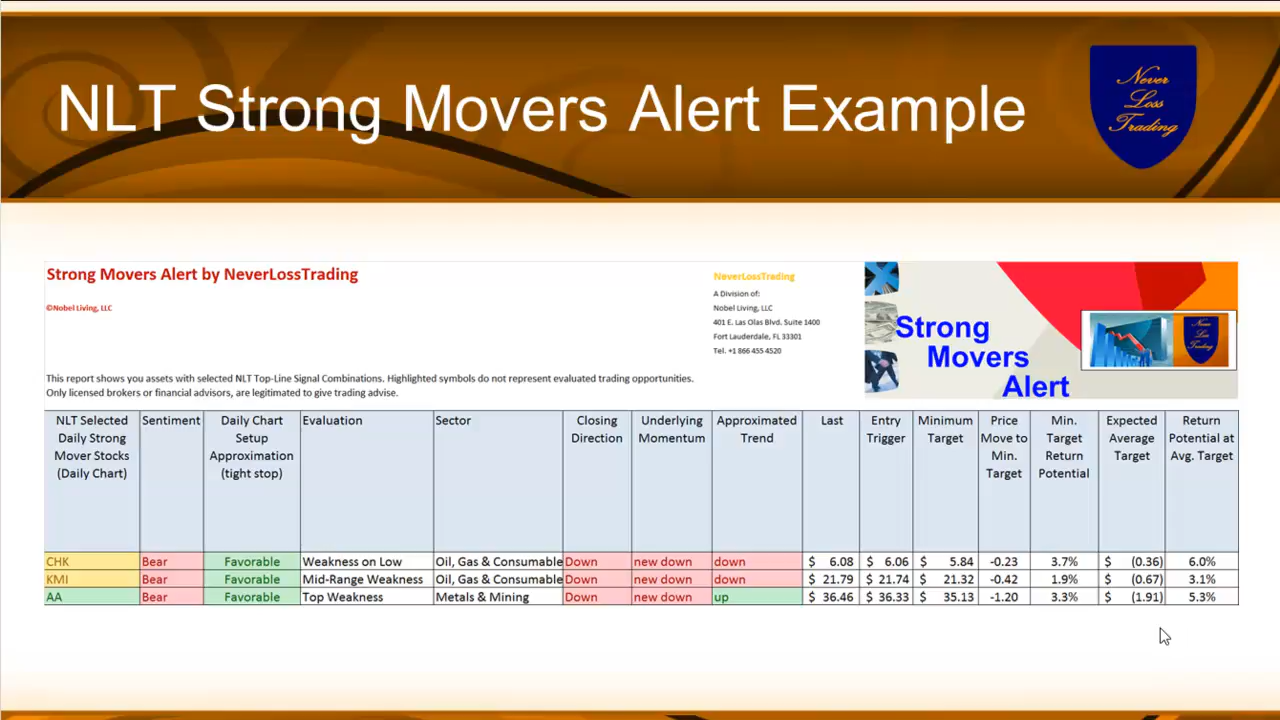 NLT Strong Movers Alert Example
Never
Loss
Trading
Strong Movers Alert by NeverLossTrading
©Nobel Living, LLC
NeverLossTrading
A Division of:
Nobel Living, LLC
401 E. Las Olas Blvd. Suite 1400
Fort Lauderdale, FL 33301
Tel. +1 866 455 4520
Strong
Movers
Alert
Never
Loss
Trading
This report shows you assets with selected NLT Top-Line Signal Combinations. Highlighted symbols do not represent evaluated trading opportunities.
Only licensed brokers or financial advisors, are legitimated to give trading advise.
NLT Selected Daily Strong Mover Stocks (Daily Chart) Sentiment Daily Chart Setup Approximation (tight stop) Evaluation Sector Closing Direction Underlying Momentum Approximated Trend Last Entry Trigger Minimum Target Price Move to Min. Target Min. Target Return Potential Expected Average Target Return Potential at Avg. Target
CHK Bear Favorable Weakness on Low Oil, Gas & Consumable Down new down down $ 6.08 $ 6.06 $ 5.84 -0.23 3.7% $ (0.36) 6.0%
KMI Bear Favorable Mid-Range Weakness Oil, Gas & Consumable Down new down down $ 21.79 $ 21.74 $ 21.32 -0.42 1.9% $ (0.67) 3.1%
AA Bear Favorable Top Weakness Metals & Mining Down new down up $ 36.46 $ 36.33 $ 35.13 -1.20 3.3% $ (1.91) 5.3%